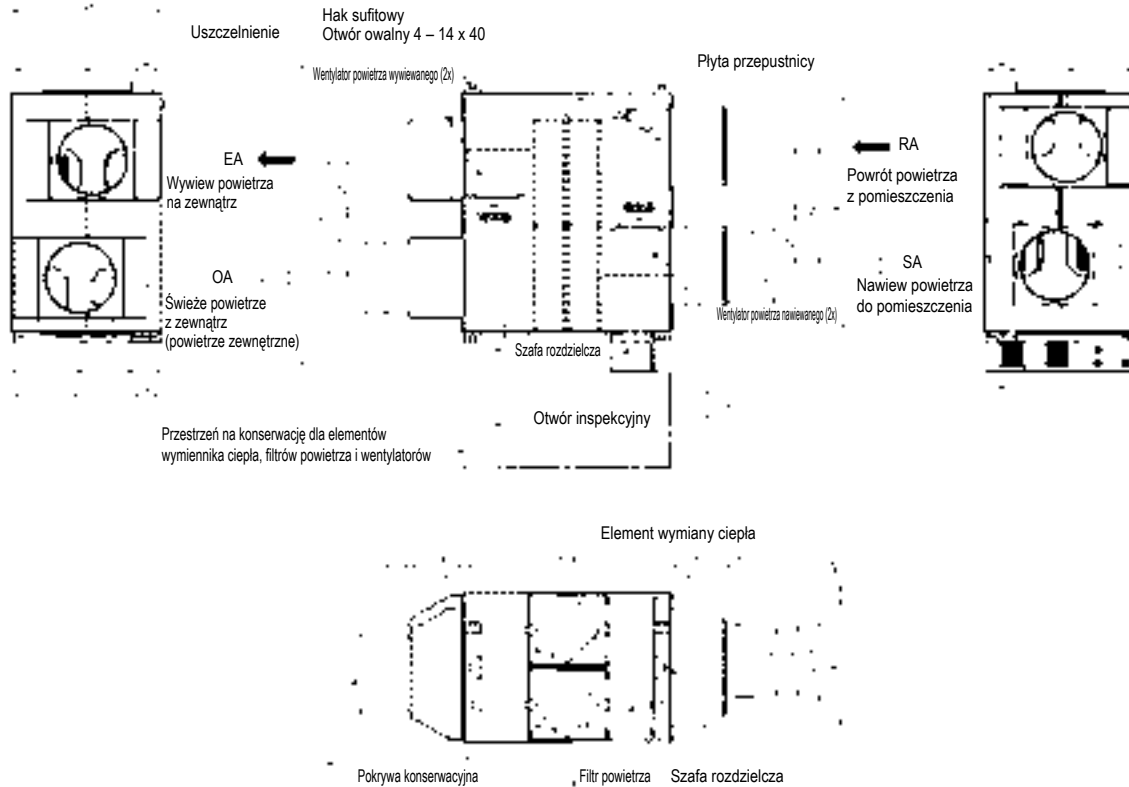 Hak sufitowy
Uszczelnienie
Otwór owalny 4 – 14 x 40
Wentylator powietrza wywiewanego (2x)
Płyta przepustnicy
EA
Wywiew powietrza
na zewnątrz
RA
Powrót powietrza
z pomieszczenia
OA
Świeże powietrze
z zewnątrz
(powietrze zewnętrzne)
SA
Nawiew powietrza
do pomieszczenia
Wentylator powietrza nawiewanego (2x)
Szafa rozdzielcza
Otwór inspekcyjny
Przestrzeń na konserwację dla elementów
wymiennika ciepła, filtrów powietrza i wentylatorów
Element wymiany ciepła
Pokrywa konserwacyjna
Filtr powietrza
Szafa rozdzielcza